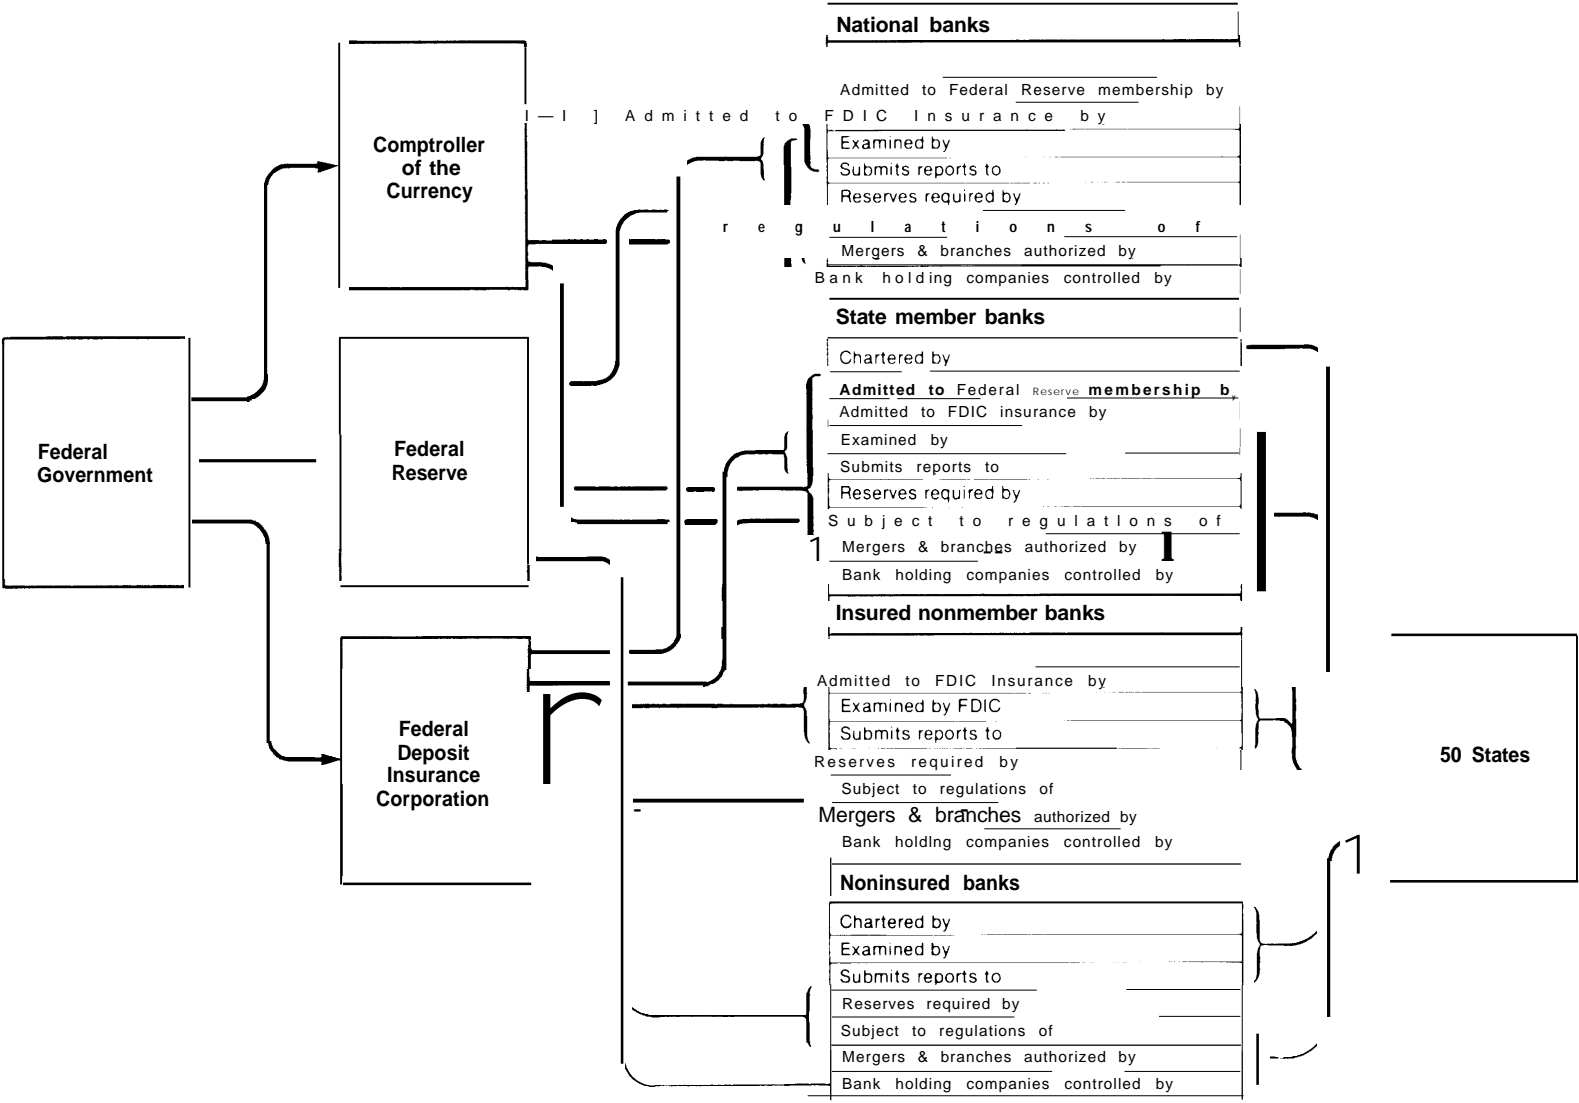 National banks
Admitted to Federal Reserve membership by
Admitted to FDIC Insurance by
Examined by
Submits reports to
Reserves required by
regulations of
Mergers & branches authorized by
Bank holding companies controlled by
State member banks
Chartered by
Admitted to Federal Reserve membership by
Admitted to FDIC insurance by
Examined by
Submits reports to
Reserves required by
Subject to regulatIons of
Mergers & branches authorized by
Bank holding companies controlled by
Insured nonmember banks
Admitted to FDIC Insurance by
Examined by FDIC
Submits reports to
Reserves required by
Subject to regulations of
Mergers & branches authorized by
Bank holdIng companies controlled by
Noninsured banks
Chartered by
Examined by
Submits reports to
Reserves required by
Subject to regulations of
Mergers & branches authorized by
Bank holding companies controlled by
Comptroller
of the
Currency
Federal
Reserve
Federal
Deposit
Insurance
Corporation
Federal
Government
50 States